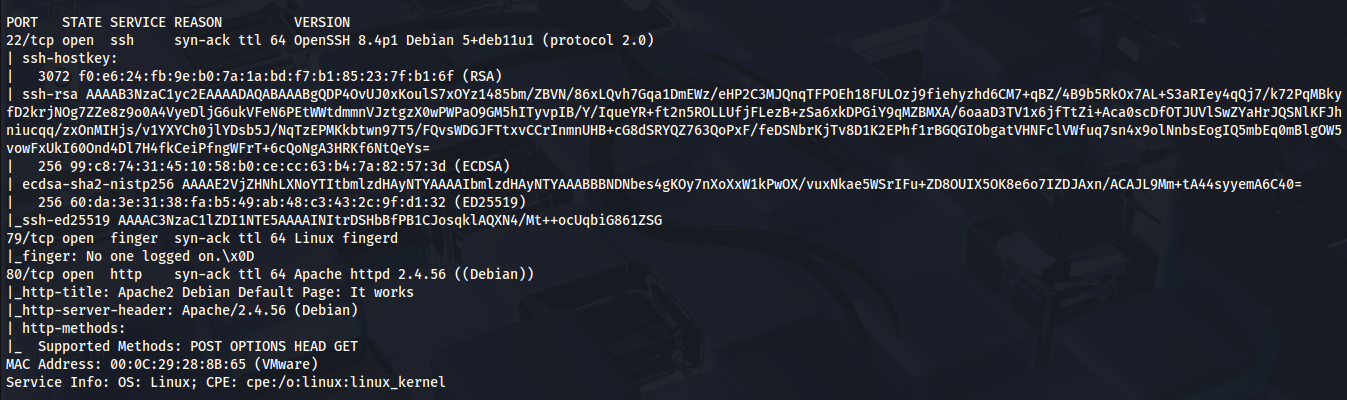 PORT   STATE SERVICE REASON         VERSION
22/tcp open  ssh     syn-ack ttl 64 OpenSSH 8.4p1 Debian 5+deb11u1 (protocol 2.0)
| ssh-hostkey:
|   3072 f0:e6:24:fb:9e:b0:7a:1a:bd:f7:b1:85:23:7f:b1:6f (RSA)
| ssh-rsa AAAAB3NzaC1yc2EAAAADAQABAAABgQDP4OvUJ0xKoulS7xOYz1485bm/ZBVN/86xLQvh7Gqa1DmEWz/eHP2C3MJQnqTFPOEh18FULOzj9fiehyzhd6CM7+qBZ/4B9b5RkOx7AL+S3aRIey4qQj7/k72PqMBky
fD2krjNOg7ZZe8z9o0A4VyeDljG6ukVFeN6PEtWWtdmmnVJztgzX0wPWPaO9GM5hITyvpIB/Y/IqueYR+ft2n5ROLLUfjFLezB+zSa6xkDPGiY9qMZBMXA/6oaaD3TV1x6jfTtZi+Aca0scDfOTJUVlSwZYaHrJQSNlKFJh
niucqq/zxOnMIHjs/v1YXYCh0jlYDsb5J/NqTzEPMKkbtwn97T5/FQvsWDGJFTtxvCCrInmnUHB+cG8dSRYQZ763QoPxF/feDSNbrKjTv8D1K2EPhf1rBGQGIObgatVHNFclVWfuq7sn4x9olNnbsEogIQ5mbEq0mBlgOW5
vowFxUkI60Ond4Dl7H4fkCeiPfngWFrT+6cQoNgA3HRKf6NtQeYs=
|   256 99:c8:74:31:45:10:58:b0:ce:cc:63:b4:7a:82:57:3d (ECDSA)
| ecdsa-sha2-nistp256 AAAAE2VjZHNhLXNoYTItbmlzdHAyNTYAAAAIbmlzdHAyNTYAAABBBNDNbes4gKOy7nXoXxW1kPwOX/vuxNkae5WSrIFu+ZD8OUIX5OK8e6o7IZDJAxn/ACAJL9Mm+tA44syyemA6C40=
|   256 60:da:3e:31:38:fa:b5:49:ab:48:c3:43:2c:9f:d1:32 (ED25519)
|_ssh-ed25519 AAAAC3NzaC1lZDI1NTE5AAAAINItrDSHbBfPB1CJosqklAQXN4/Mt++ocUqbiG861ZSG
79/tcp open  finger  syn-ack ttl 64 Linux fingerd
|_finger: No one logged on.\x0D
80/tcp open  http    syn-ack ttl 64 Apache httpd 2.4.56 ((Debian))
|_http-title: Apache2 Debian Default Page: It works
|_http-server-header: Apache/2.4.56 (Debian)
| http-methods:
|_  Supported Methods: POST OPTIONS HEAD GET
MAC Address: 00:0C:29:28:8B:65 (VMware)
Service Info: OS: Linux; CPE: cpe:/o:linux:linux_kernel